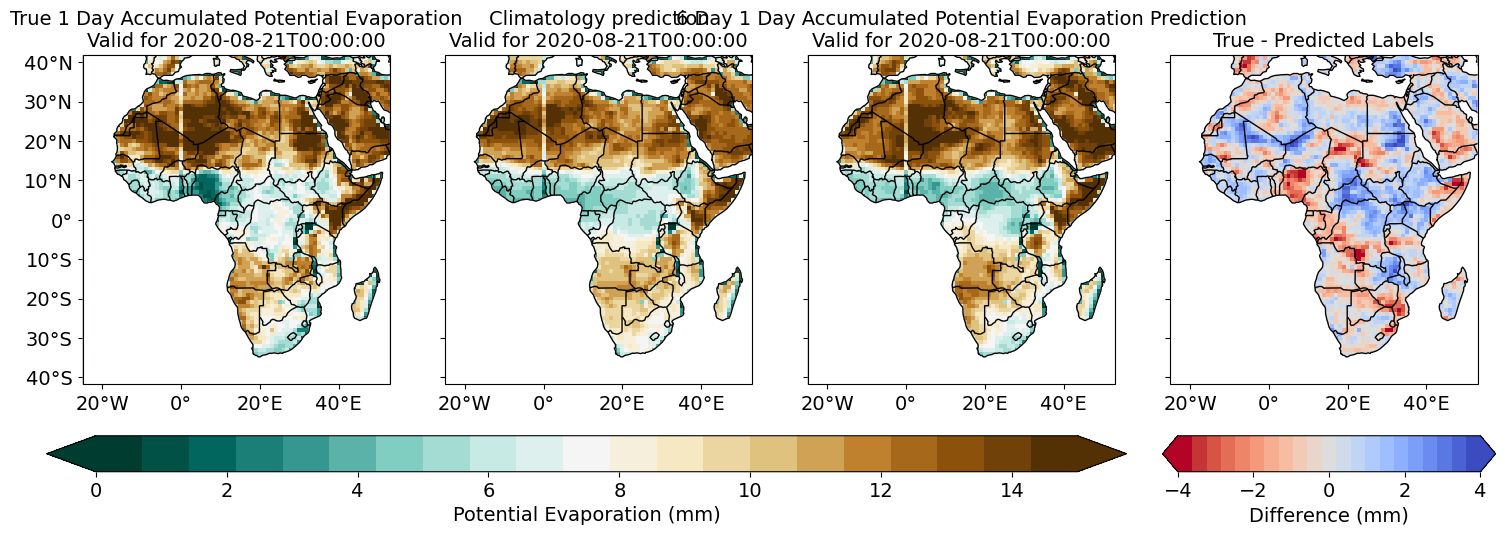 True 1 Day Accumulated Potential Evaporation
Valid for 2020-08-21T00:00:00
Climatology prediction
Valid for 2020-08-21T00:00:00
6 Day 1 Day Accumulated Potential Evaporation Prediction
Valid for 2020-08-21T00:00:00
True - Predicted Labels
40°N
30°N
20°N
10°N
0°
10°S
20°S
30°S
40°S
20°W 0° 20°E 40°E
20°W 0° 20°E 40°E
20°W 0° 20°E 40°E
20°W 0° 20°E 40°E
0 2 4 6 8 10 12 14
Potential Evaporation (mm)
−4 −2 0 2 4
Difference (mm)